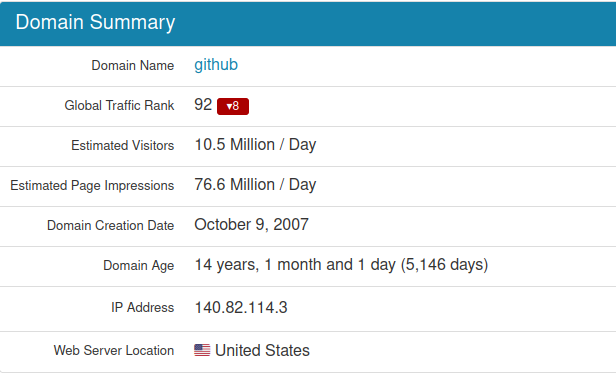 Domain Summary
Domain Name github
Global Traffic Rank 92 ▾8
Estimated Visitors 10.5 Million / Day
Estimated Page Impressions 76.6 Million / Day
Domain Creation Date October 9, 2007
Domain Age 14 years, 1 month and 1 day (5,146 days)
IP Address 140.82.114.3
Web Server Location United States